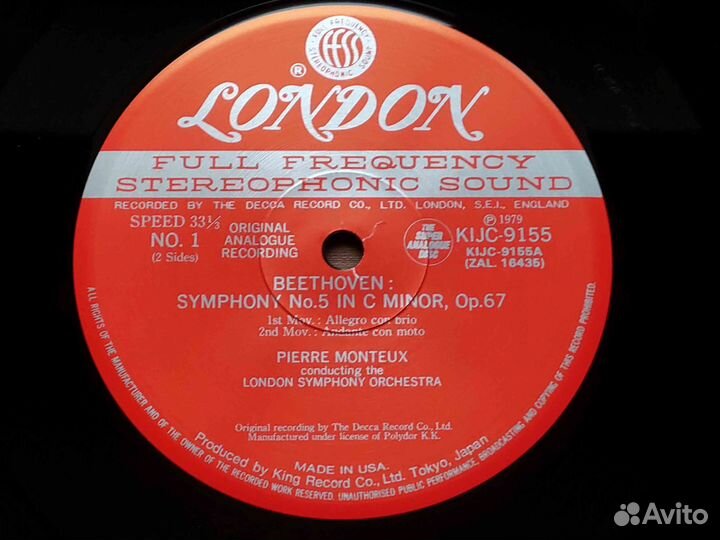 FULL FREQUENCY
STEREOPHONIC SOUND
ffss
®
LONDON
FULL FREQUENCY
STEREOPHONIC SOUND
RECORDED BY THE DECCA RECORD CO., LTD. LONDON, S.E.I., ENGLAND
SPEED 33⅓
NO. 1
(2 Sides)
ORIGINAL
ANALOGUE
RECORDING
THE
SUPER
ANALOGUE
DISC
℗ 1979
KIJC-9155
KIJC-9155A
(ZAL. 16435)
BEETHOVEN :
SYMPHONY No.5 IN C MINOR, Op.67
1st Mov. : Allegro con brio
2nd Mov. : Andante con moto
PIERRE MONTEUX
conducting the
LONDON SYMPHONY ORCHESTRA
Original recording by The Decca Record Co., Ltd.
Manufactured under license of Polydor K.K.
MADE IN USA.
Produced by King Record Co., Ltd. Tokyo, Japan
ALL RIGHTS OF THE MANUFACTURER AND OF THE OWNER OF THE RECORDED WORK RESERVED. UNAUTHORISED PUBLIC PERFORMANCE, BROADCASTING AND COPYING OF THIS RECORD PROHIBITED.
Avito